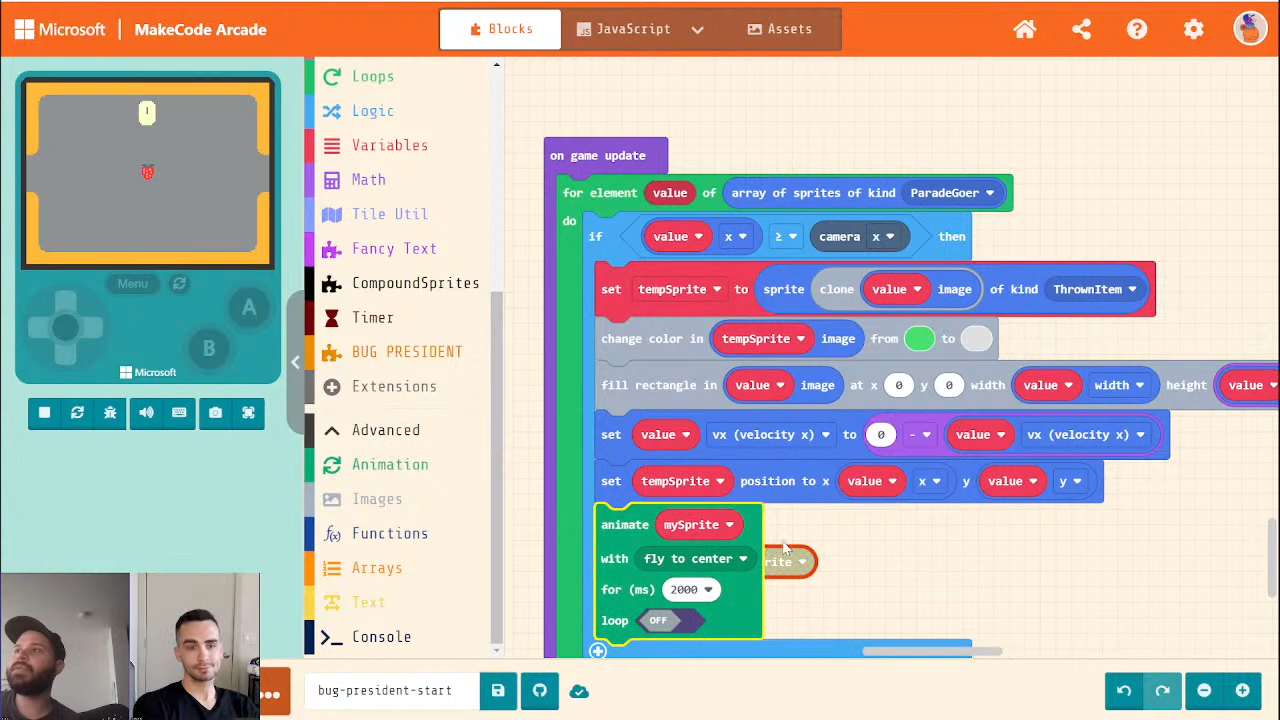 Microsoft
MakeCode Arcade
Blocks
JavaScript
Assets
Menu
A
B
Microsoft
Loops
Logic
Variables
Math
Tile Util
Fancy Text
CompoundSprites
Timer
BUG PRESIDENT
Extensions
Advanced
Animation
Images
Functions
Arrays
Text
Console
on game update
for element value of array of sprites of kind ParadeGoer
do
if value x ≥ camera x then
set tempSprite to sprite clone value image of kind ThrownItem
change color in tempSprite image from to
fill rectangle in value image at x 0 y 0 width value width height value
set value vx (velocity x) to 0 - value vx (velocity x)
set tempSprite position to x value x y value y
animate mySprite
with fly to center
for (ms) 2000
loop OFF
rite
bug-president-start